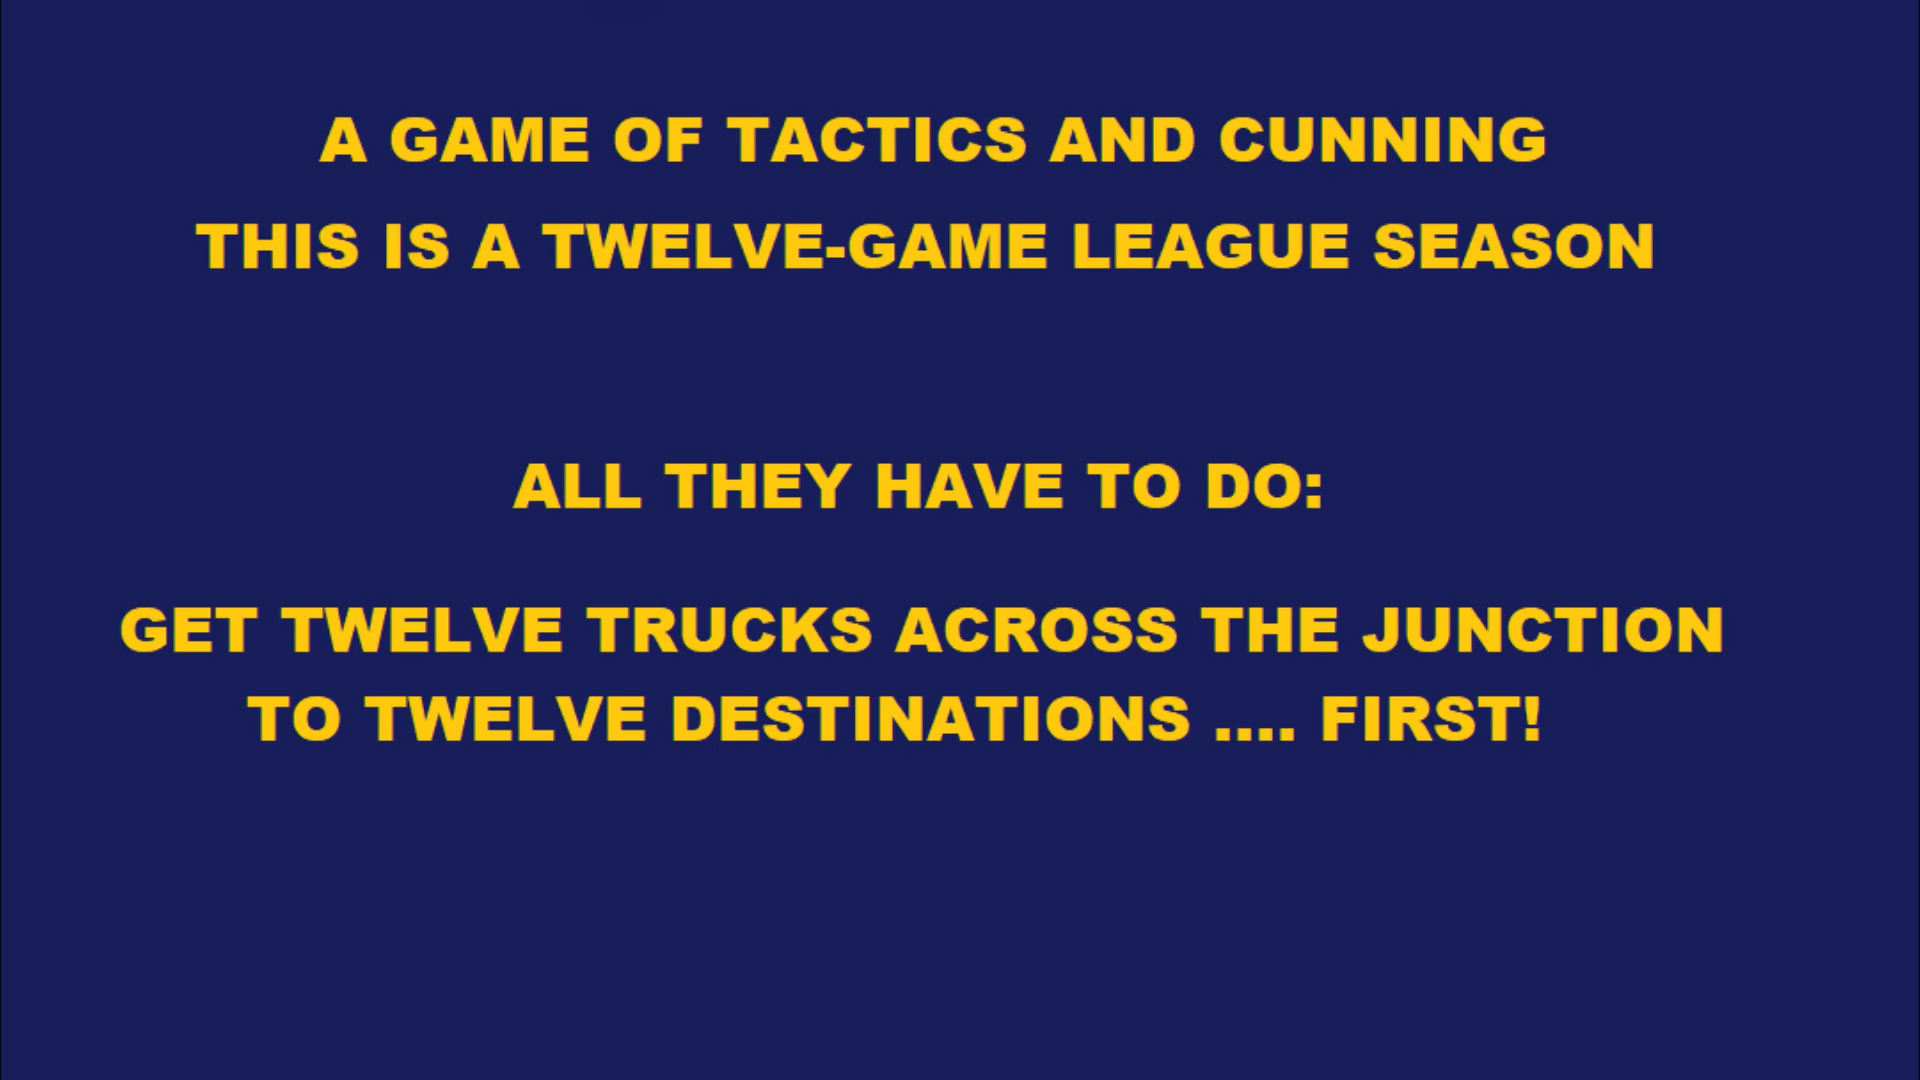 A GAME OF TACTICS AND CUNNING
THIS IS A TWELVE-GAME LEAGUE SEASON
ALL THEY HAVE TO DO:
GET TWELVE TRUCKS ACROSS THE JUNCTION
TO TWELVE DESTINATIONS .... FIRST!